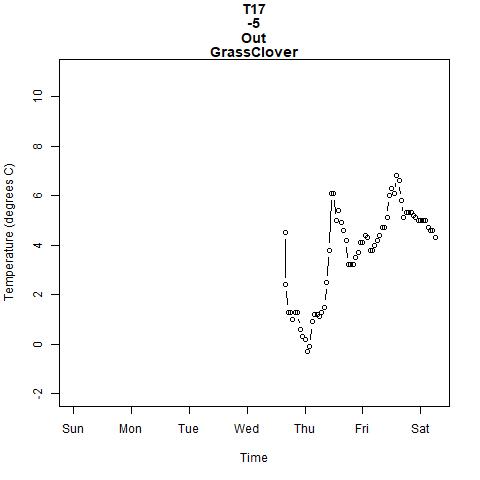 T17
-5
Out
GrassClover
Temperature (degrees C)
10
8
6
4
2
0
-2
Sun Mon Tue Wed Thu Fri Sat
Time